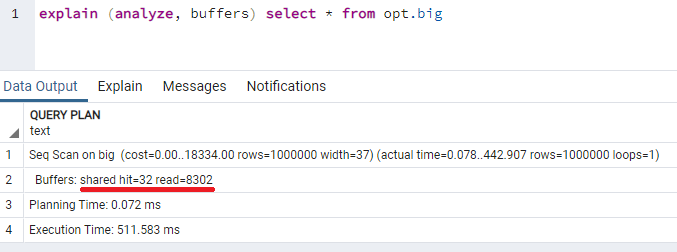 1 explain (analyze, buffers) select * from opt.big
Data Output Explain Messages Notifications
QUERY PLAN
text
1 Seq Scan on big (cost=0.00..18334.00 rows=1000000 width=37) (actual time=0.078..442.907 rows=1000000 loops=1)
2 Buffers: shared hit=32 read=8302
3 Planning Time: 0.072 ms
4 Execution Time: 511.583 ms